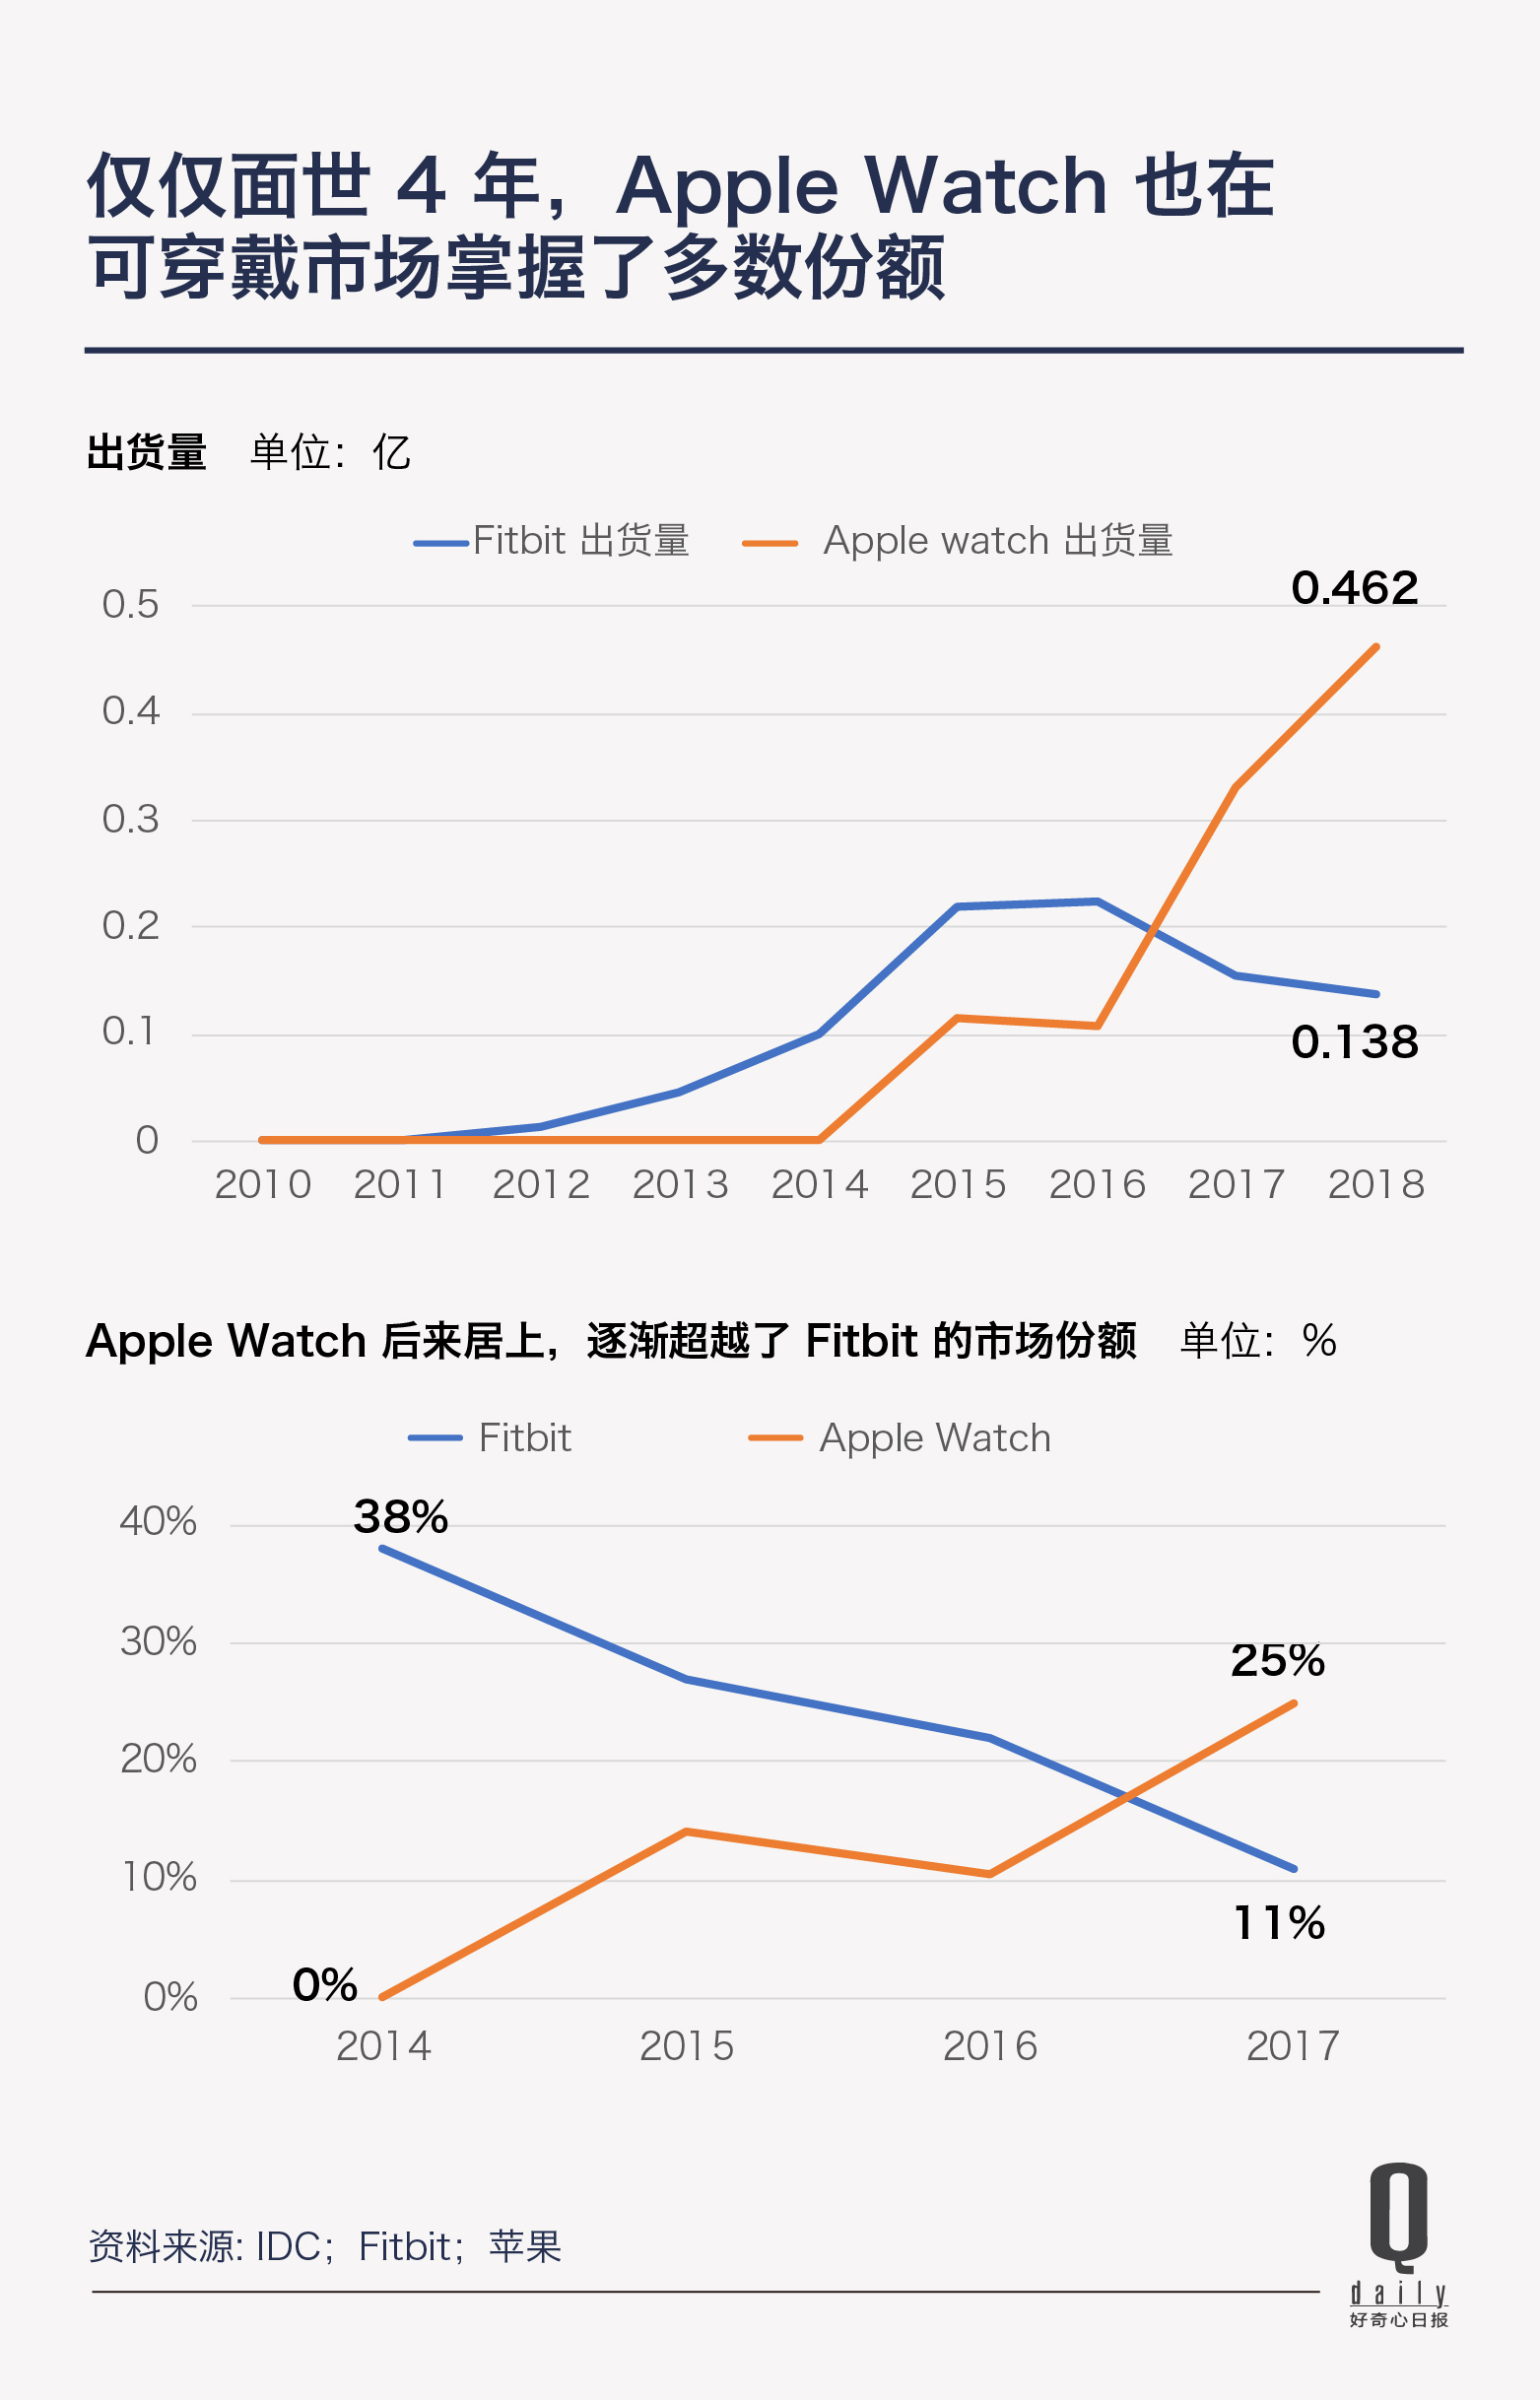 仅仅面世 4 年，Apple Watch 也在
可穿戴市场掌握了多数份额
出货量 单位：亿
Fitbit 出货量 Apple watch 出货量
0.462
0.5
0.4
0.3
0.2
0.1
0.138
0
2010 2011 2012 2013 2014 2015 2016 2017 2018
Apple Watch 后来居上，逐渐超越了 Fitbit 的市场份额 单位：%
Fitbit Apple Watch
38%
40%
30%
25%
20%
10%
11%
0%
0%
2014 2015 2016 2017
资料来源: IDC；Fitbit；苹果
Q
daily
好奇心日报